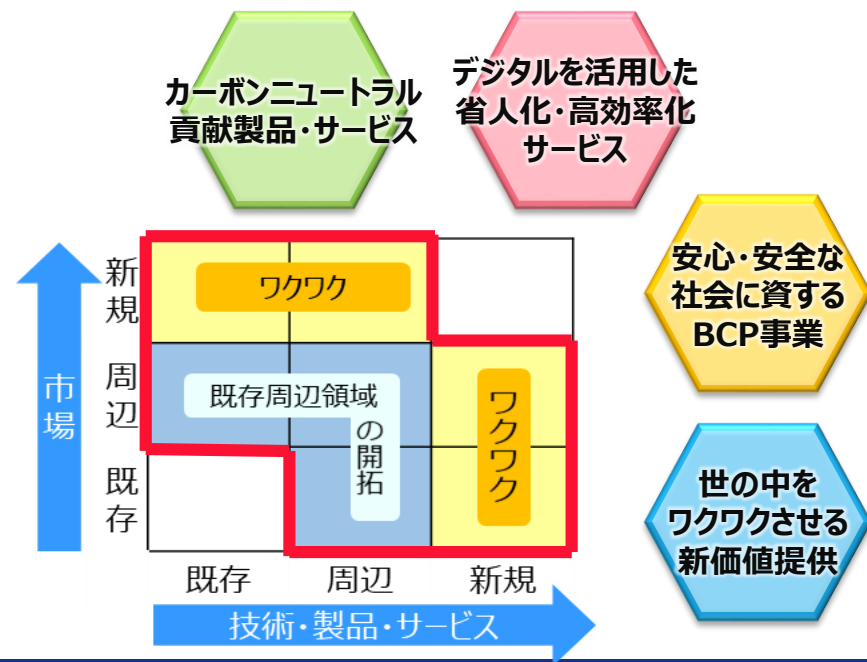 カーボンニュートラル
貢献製品・サービス
デジタルを活用した
省人化・高効率化
サービス
安心・安全な
社会に資する
BCP事業
世の中を
ワクワクさせる
新価値提供
市場
新規
周辺
既存
ワクワク
既存周辺領域
の開拓
ワクワク
既存
周辺
新規
技術・製品・サービス